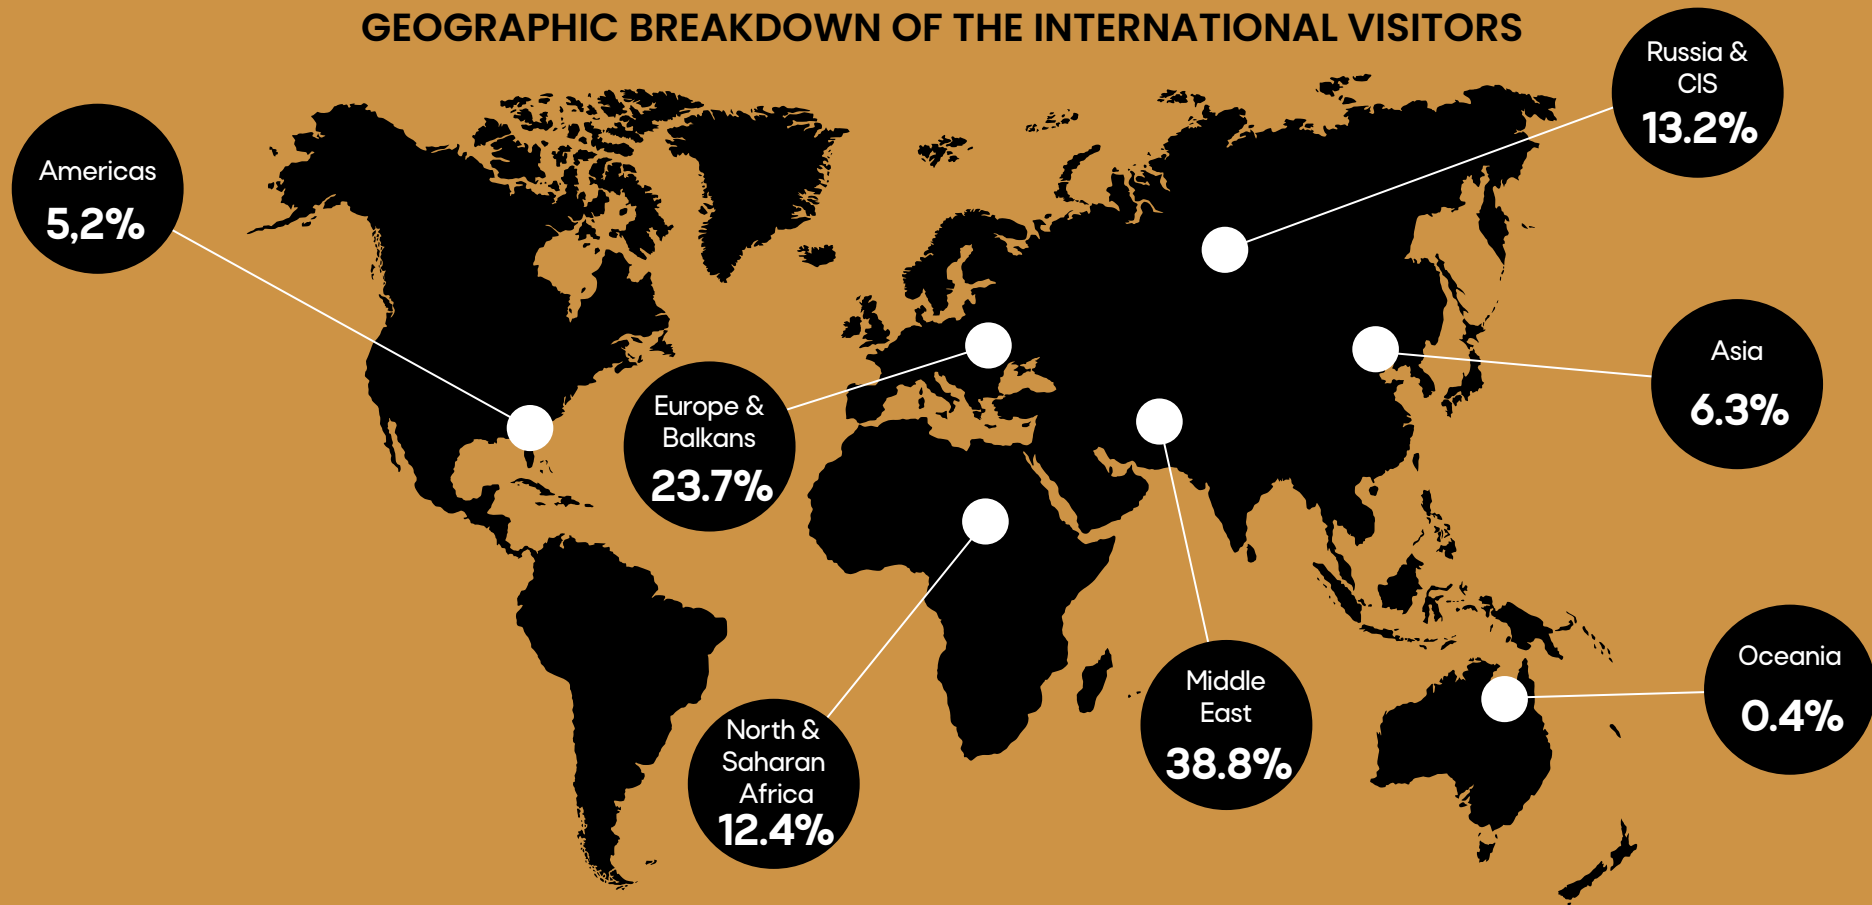 GEOGRAPHIC BREAKDOWN OF THE INTERNATIONAL VISITORS
Russia &
CIS
13.2%
Americas
5,2%
Asia
6.3%
Europe &
Balkans
23.7%
Oceania
0.4%
Middle
East
38.8%
North &
Saharan
Africa
12.4%